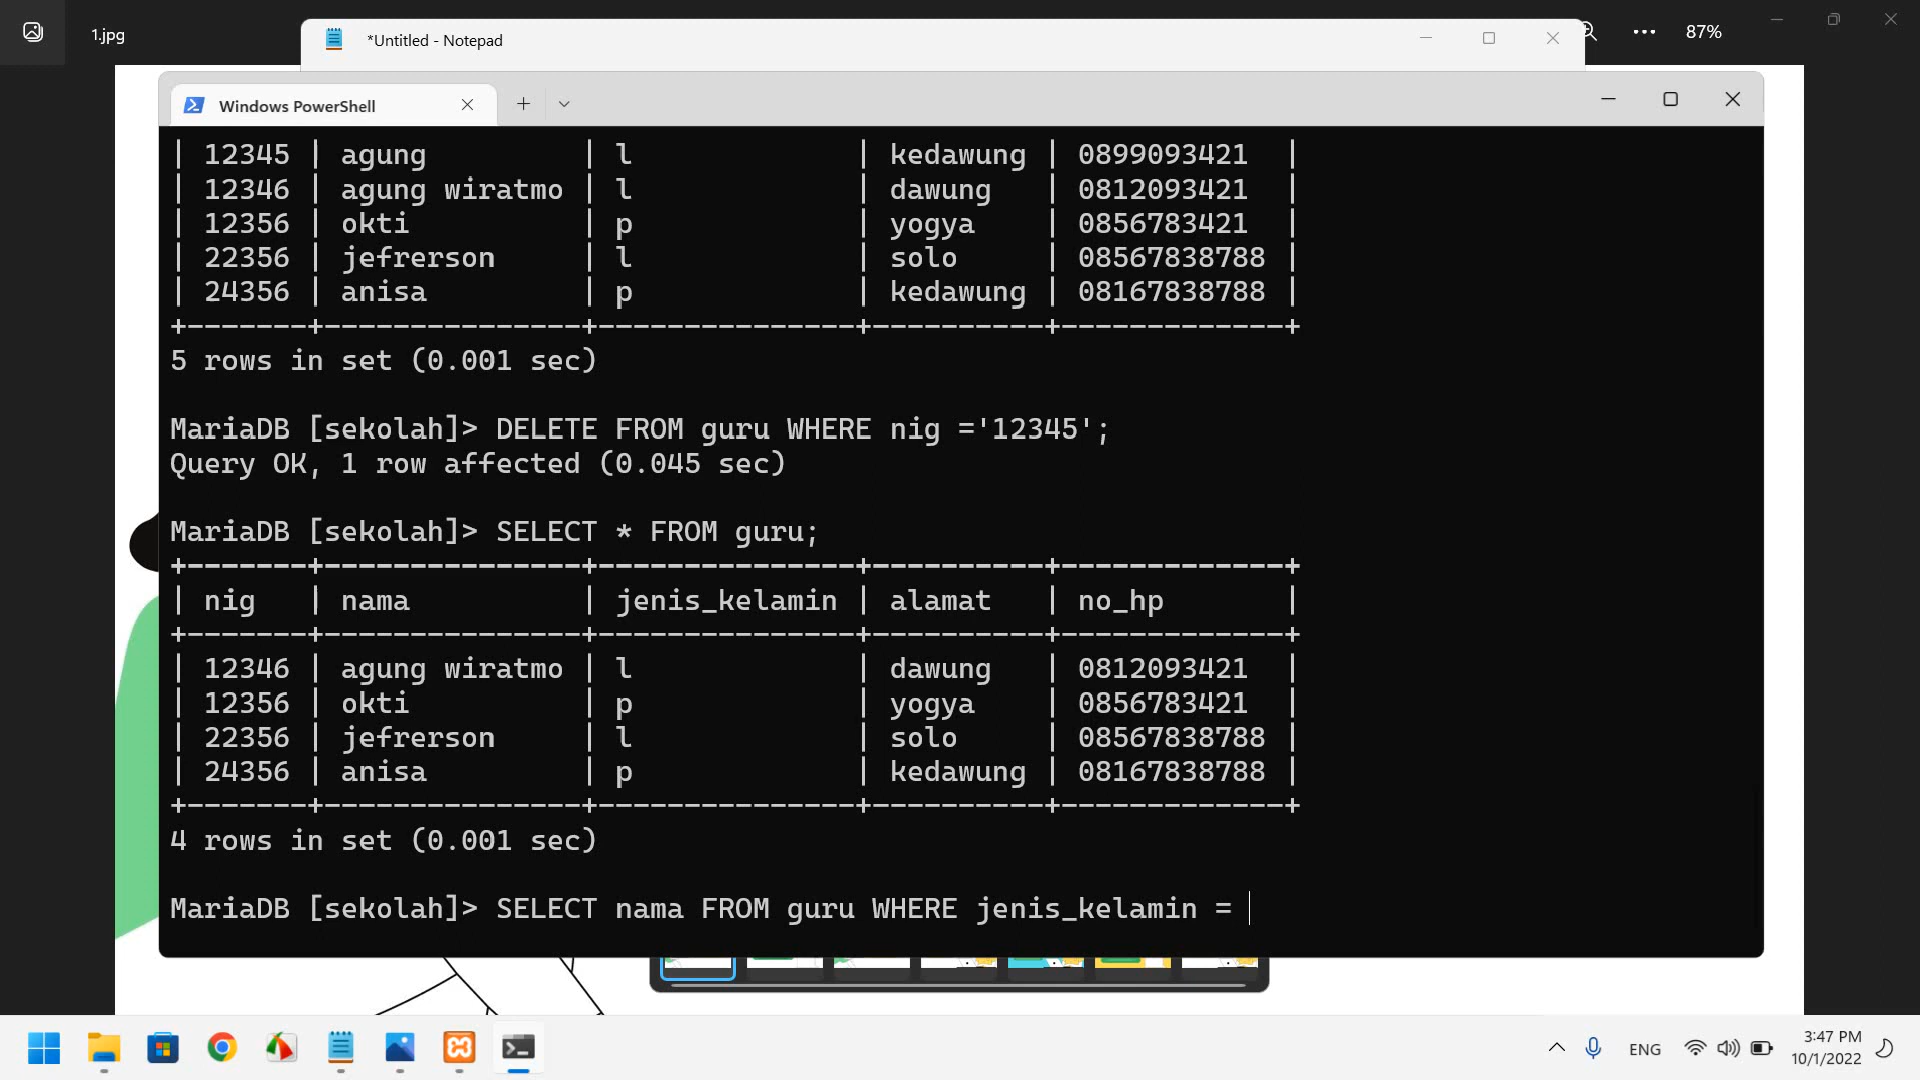 1.jpg
*Untitled - Notepad
87%
Windows PowerShell
| 12345 | agung | l | kedawung | 0899093421 |
| 12346 | agung wiratmo | l | dawung | 0812093421 |
| 12356 | okti | p | yogya | 0856783421 |
| 22356 | jefrerson | l | solo | 08567838788 |
| 24356 | anisa | p | kedawung | 08167838788 |
+-------+---------------+---------------+----------+-------------+
5 rows in set (0.001 sec)
MariaDB [sekolah]> DELETE FROM guru WHERE nig ='12345';
Query OK, 1 row affected (0.045 sec)
MariaDB [sekolah]> SELECT * FROM guru;
+-------+---------------+---------------+----------+-------------+
| nig | nama | jenis_kelamin | alamat | no_hp |
+-------+---------------+---------------+----------+-------------+
| 12346 | agung wiratmo | l | dawung | 0812093421 |
| 12356 | okti | p | yogya | 0856783421 |
| 22356 | jefrerson | l | solo | 08567838788 |
| 24356 | anisa | p | kedawung | 08167838788 |
+-------+---------------+---------------+----------+-------------+
4 rows in set (0.001 sec)
MariaDB [sekolah]> SELECT nama FROM guru WHERE jenis_kelamin =
ENG
3:47 PM
10/1/2022